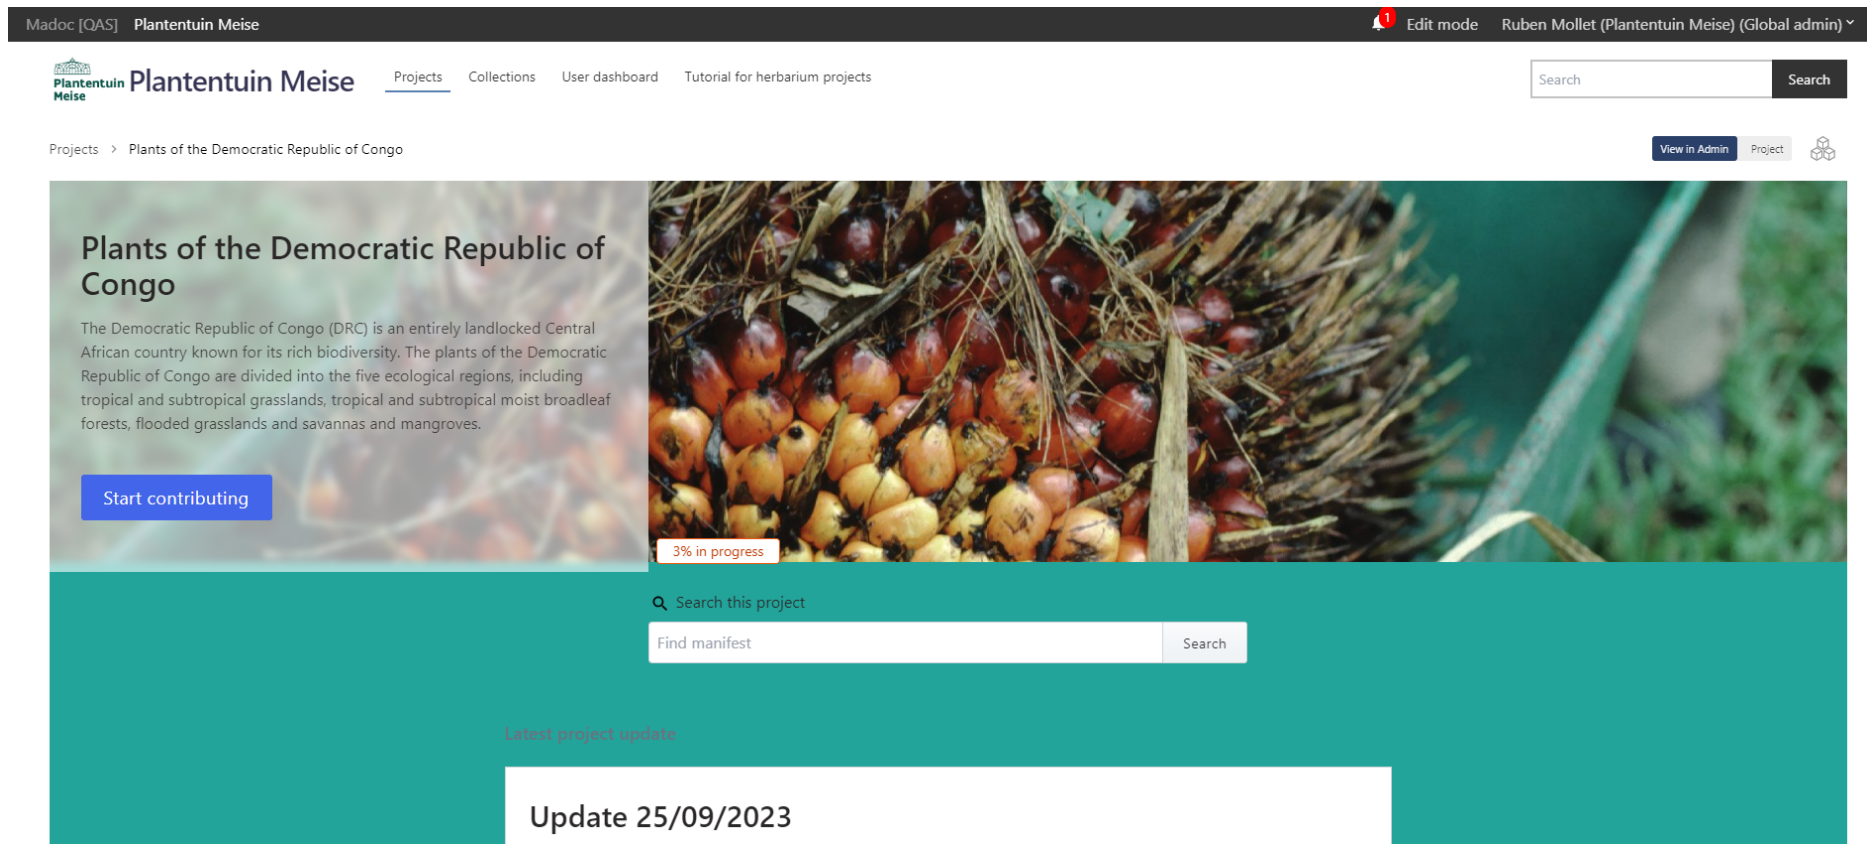 Madoc [QAS] Plantentuin Meise 1 Edit mode Ruben Mollet (Plantentuin Meise) (Global admin)
Plantentuin
Meise
Plantentuin Meise Projects Collections User dashboard Tutorial for herbarium projects Search Search
Projects > Plants of the Democratic Republic of Congo View in Admin Project
Plants of the Democratic Republic of
Congo
The Democratic Republic of Congo (DRC) is an entirely landlocked Central
African country known for its rich biodiversity. The plants of the Democratic
Republic of Congo are divided into the five ecological regions, including
tropical and subtropical grasslands, tropical and subtropical moist broadleaf
forests, flooded grasslands and savannas and mangroves.
Start contributing
3% in progress
Search this project
Find manifest Search
Latest project update
Update 25/09/2023